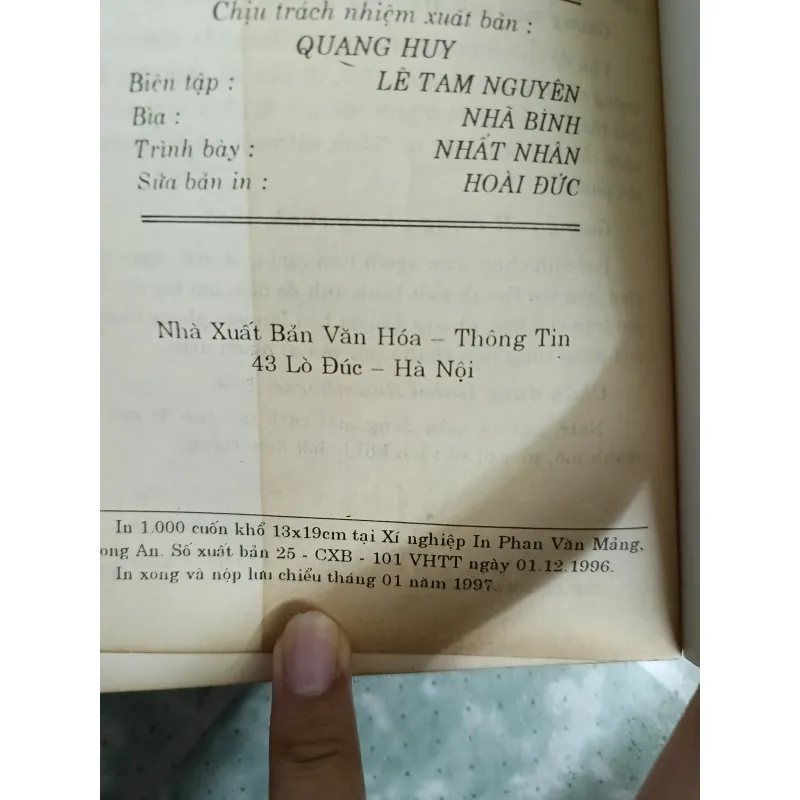 Chịu trách nhiệm xuất bản :
QUANG HUY
Biên tập : LÊ TAM NGUYÊN
Bìa : NHÀ BÌNH
Trình bày : NHẤT NHÂN
Sửa bản in : HOÀI ĐỨC
Nhà Xuất Bản Văn Hóa – Thông Tin
43 Lò Đúc – Hà Nội
In 1.000 cuốn khổ 13x19cm tại Xí nghiệp In Phan Văn Mảng,
ong An. Số xuất bản 25 - CXB - 101 VHTT ngày 01.12.1996.
In xong và nộp lưu chiểu tháng 01 năm 1997.